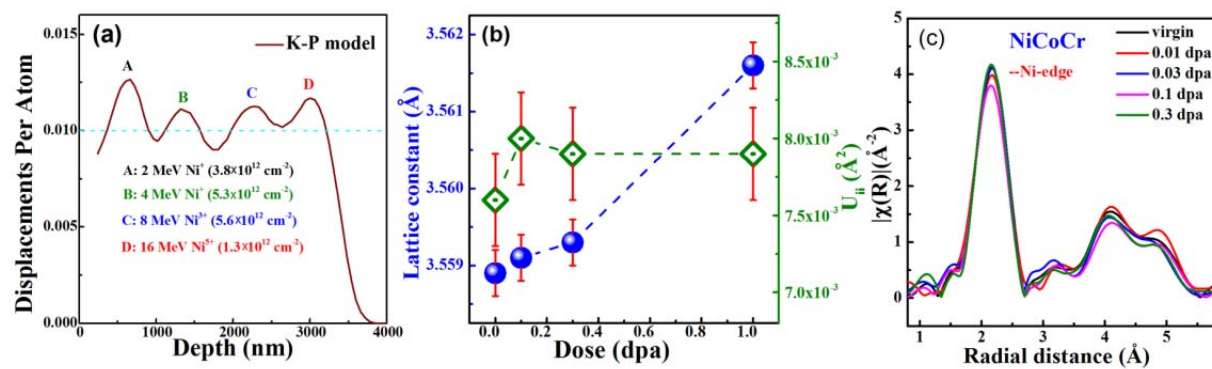 (a)
K-P model
A
B
C
D
A: 2 MeV Ni⁺ (3.8×10¹² cm⁻²)
B: 4 MeV Ni⁺ (5.3×10¹² cm⁻²)
C: 8 MeV Ni³⁺ (5.6×10¹² cm⁻²)
D: 16 MeV Ni⁵⁺ (1.3×10¹² cm⁻²)
Displacements Per Atom
0.015
0.010
0.005
0.000
0 1000 2000 3000 4000
Depth (nm)
(b)
Lattice constant (Å)
3.562
3.561
3.560
3.559
0.0 0.2 0.4 0.6 0.8 1.0
Dose (dpa)
8.5x10⁻³
8.0x10⁻³
7.5x10⁻³
7.0x10⁻³
Uᵢᵢ (Å²)
(c)
NiCoCr
--Ni-edge
virgin
0.01 dpa
0.03 dpa
0.1 dpa
0.3 dpa
|χ(R)|(Å⁻²)
5
4
3
2
1
0
1 2 3 4 5
Radial distance (Å)